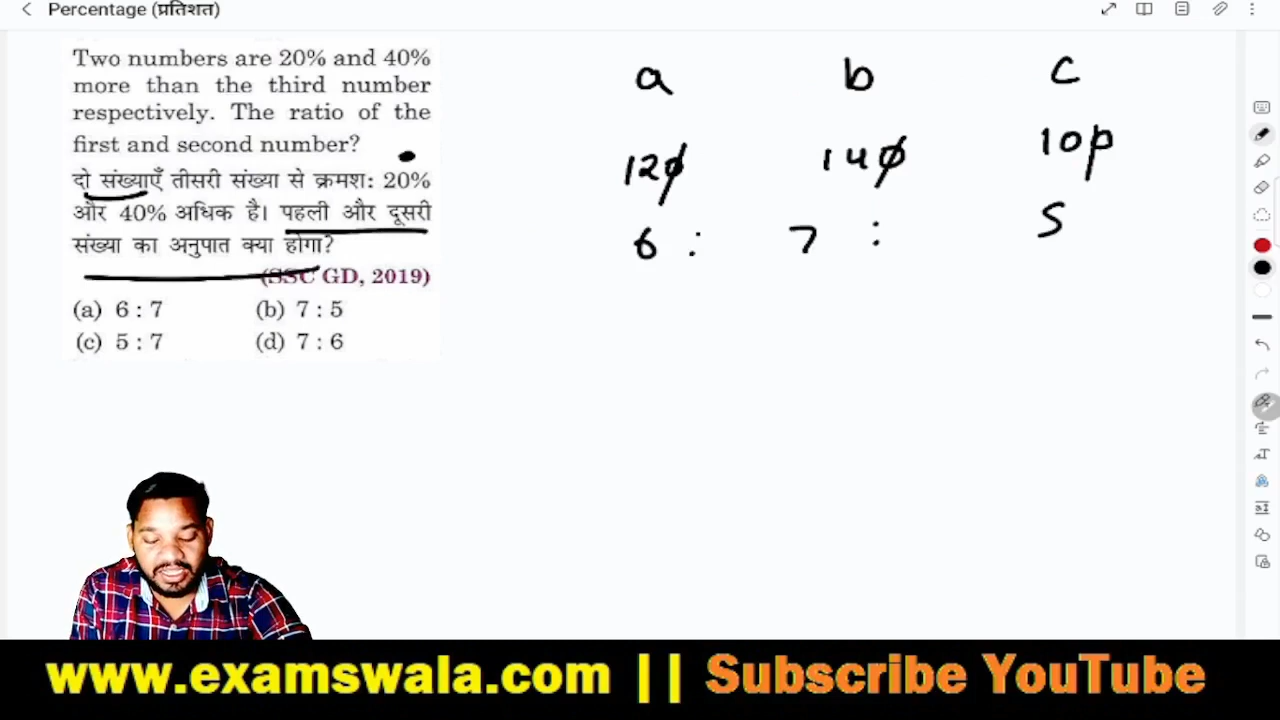 Percentage (प्रतिशत)
Two numbers are 20% and 40%
more than the third number
respectively. The ratio of the
first and second number?
दो संख्याएँ तीसरी संख्या से क्रमश: 20%
और 40% अधिक है। पहली और दूसरी
संख्या का अनुपात क्या होगा?
(SSC GD, 2019)
(a) 6 : 7 (b) 7 : 5
(c) 5 : 7 (d) 7 : 6
a b c
120 140 100
6 : 7 : 5
www.examswala.com || Subscribe YouTube